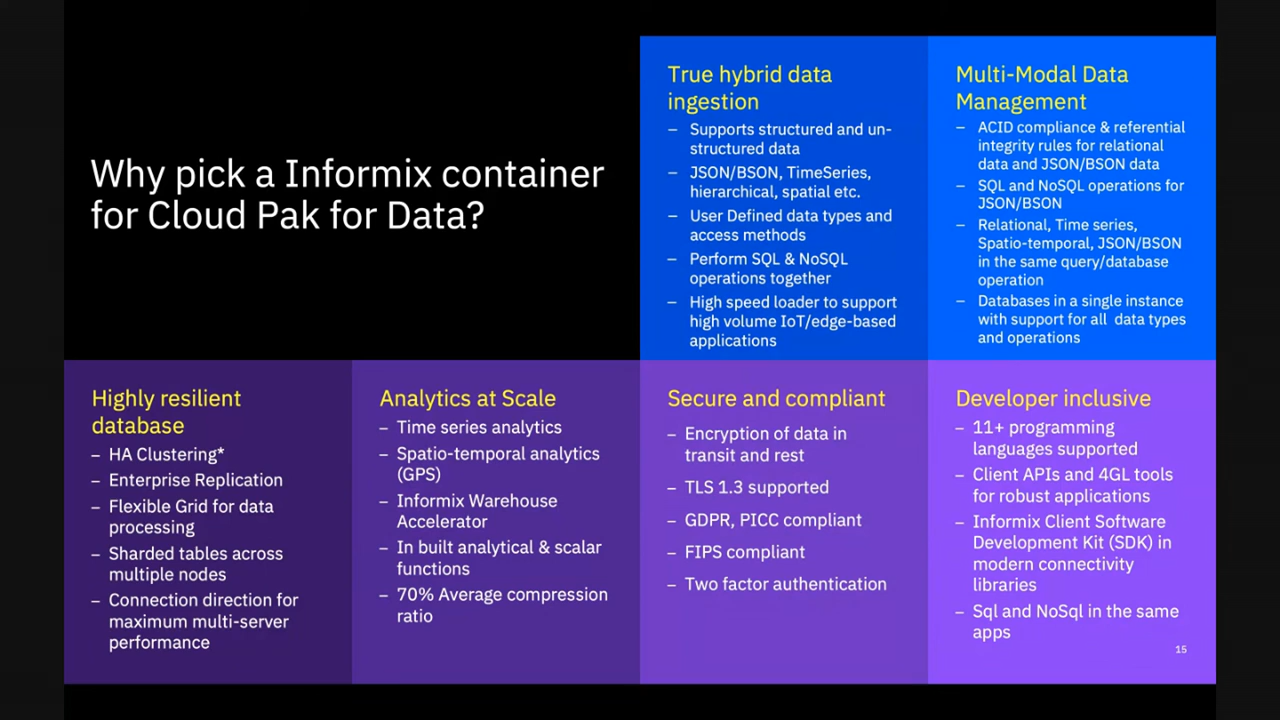 Why pick a Informix container
for Cloud Pak for Data?
True hybrid data
ingestion
– Supports structured and un-
structured data
– JSON/BSON, TimeSeries,
hierarchical, spatial etc.
– User Defined data types and
access methods
– Perform SQL & NoSQL
operations together
– High speed loader to support
high volume IoT/edge-based
applications
Multi-Modal Data
Management
– ACID compliance & referential
integrity rules for relational
data and JSON/BSON data
– SQL and NoSQL operations for
JSON/BSON
– Relational, Time series,
Spatio-temporal, JSON/BSON
in the same query/database
operation
– Databases in a single instance
with support for all data types
and operations
Highly resilient
database
– HA Clustering*
– Enterprise Replication
– Flexible Grid for data
processing
– Sharded tables across
multiple nodes
– Connection direction for
maximum multi-server
performance
Analytics at Scale
– Time series analytics
– Spatio-temporal analytics
(GPS)
– Informix Warehouse
Accelerator
– In built analytical & scalar
functions
– 70% Average compression
ratio
Secure and compliant
– Encryption of data in
transit and rest
– TLS 1.3 supported
– GDPR, PICC compliant
– FIPS compliant
– Two factor authentication
Developer inclusive
– 11+ programming
languages supported
– Client APIs and 4GL tools
for robust applications
– Informix Client Software
Development Kit (SDK) in
modern connectivity
libraries
– Sql and NoSql in the same
apps
15